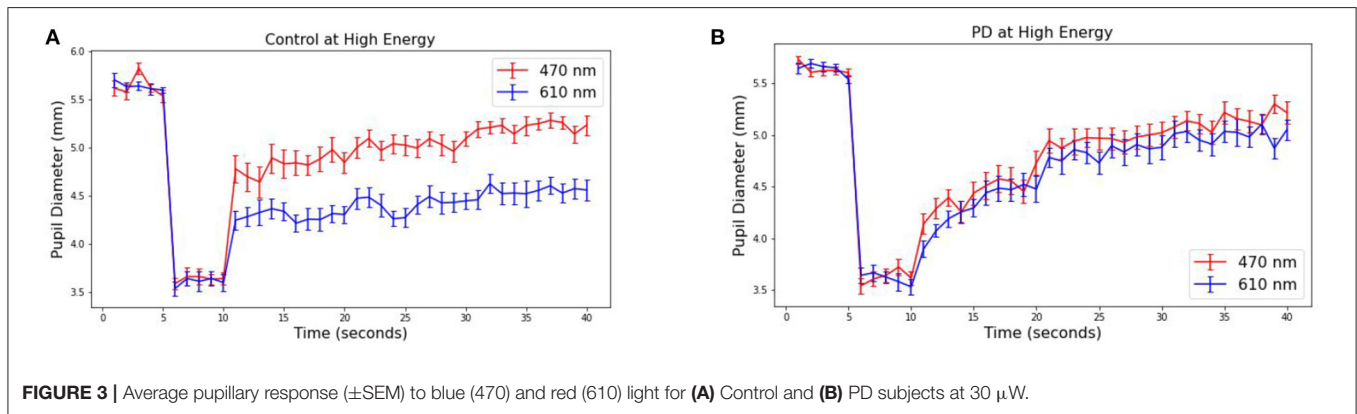 A
Control at High Energy
6.0
5.5
5.0
4.5
4.0
3.5
Pupil Diameter (mm)
470 nm
610 nm
0 5 10 15 20 25 30 35 40
Time (seconds)
B
PD at High Energy
5.5
5.0
4.5
4.0
3.5
Pupil Diameter (mm)
470 nm
610 nm
0 5 10 15 20 25 30 35 40
Time (seconds)
FIGURE 3 | Average pupillary response (±SEM) to blue (470) and red (610) light for (A) Control and (B) PD subjects at 30 μW.